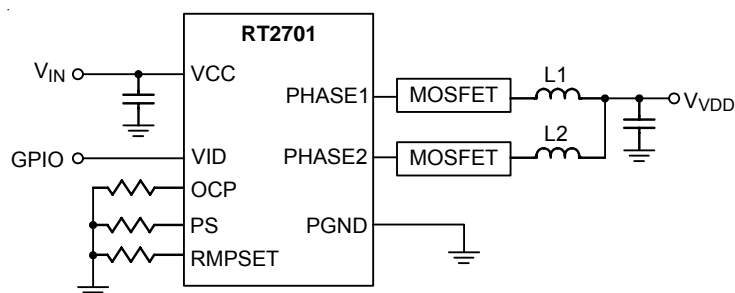 RT2701
VIN
VCC
PHASE1
MOSFET
L1
VVDD
GPIO
VID
PHASE2
MOSFET
L2
OCP
PS
PGND
RMPSET